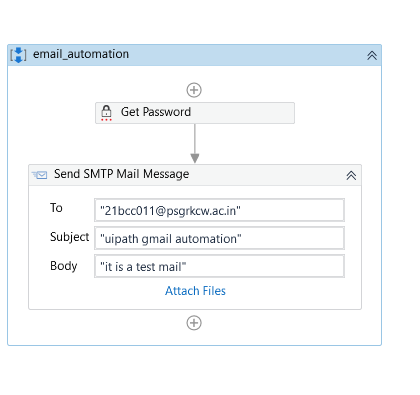 email_automation
Get Password
Send SMTP Mail Message
To "21bcc011@psgrkcw.ac.in"
Subject "uipath gmail automation"
Body "it is a test mail"
Attach Files